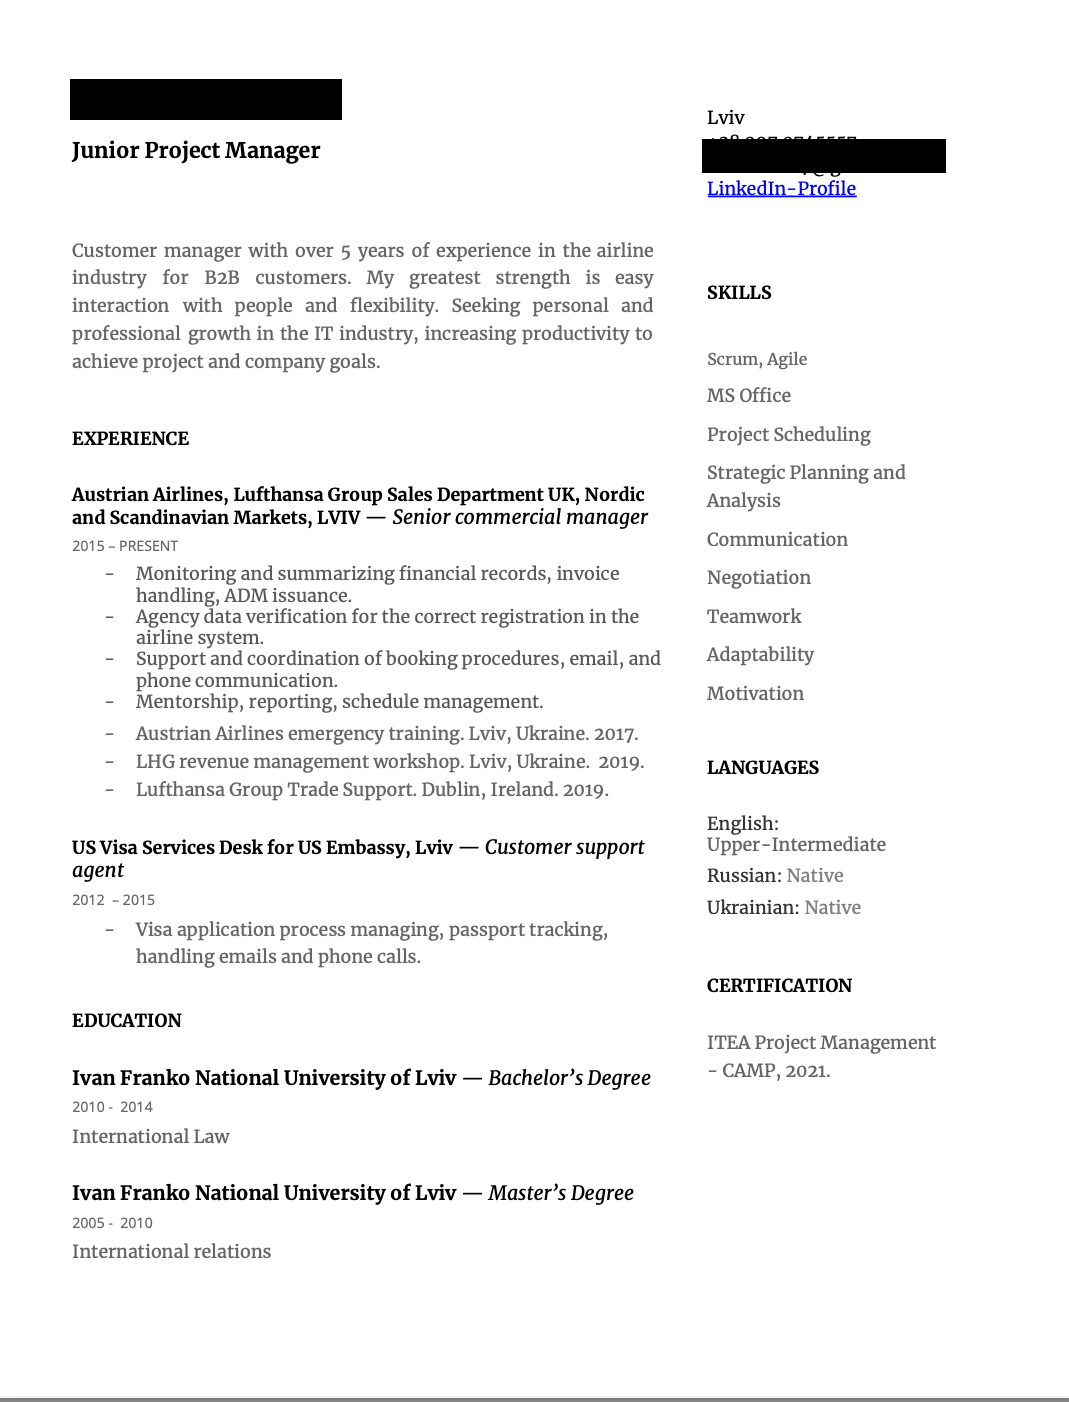 Junior Project Manager
Customer manager with over 5 years of experience in the airline
industry for B2B customers. My greatest strength is easy
interaction with people and flexibility. Seeking personal and
professional growth in the IT industry, increasing productivity to
achieve project and company goals.
EXPERIENCE
Austrian Airlines, Lufthansa Group Sales Department UK, Nordic
and Scandinavian Markets, LVIV — Senior commercial manager
2015 – PRESENT
- Monitoring and summarizing financial records, invoice
handling, ADM issuance.
- Agency data verification for the correct registration in the
airline system.
- Support and coordination of booking procedures, email, and
phone communication.
- Mentorship, reporting, schedule management.
- Austrian Airlines emergency training. Lviv, Ukraine. 2017.
- LHG revenue management workshop. Lviv, Ukraine. 2019.
- Lufthansa Group Trade Support. Dublin, Ireland. 2019.
US Visa Services Desk for US Embassy, Lviv — Customer support
agent
2012 – 2015
- Visa application process managing, passport tracking,
handling emails and phone calls.
EDUCATION
Ivan Franko National University of Lviv — Bachelor's Degree
2010 - 2014
International Law
Ivan Franko National University of Lviv — Master's Degree
2005 - 2010
International relations
Lviv
LinkedIn-Profile
SKILLS
Scrum, Agile
MS Office
Project Scheduling
Strategic Planning and
Analysis
Communication
Negotiation
Teamwork
Adaptability
Motivation
LANGUAGES
English:
Upper-Intermediate
Russian: Native
Ukrainian: Native
CERTIFICATION
ITEA Project Management
- CAMP, 2021.